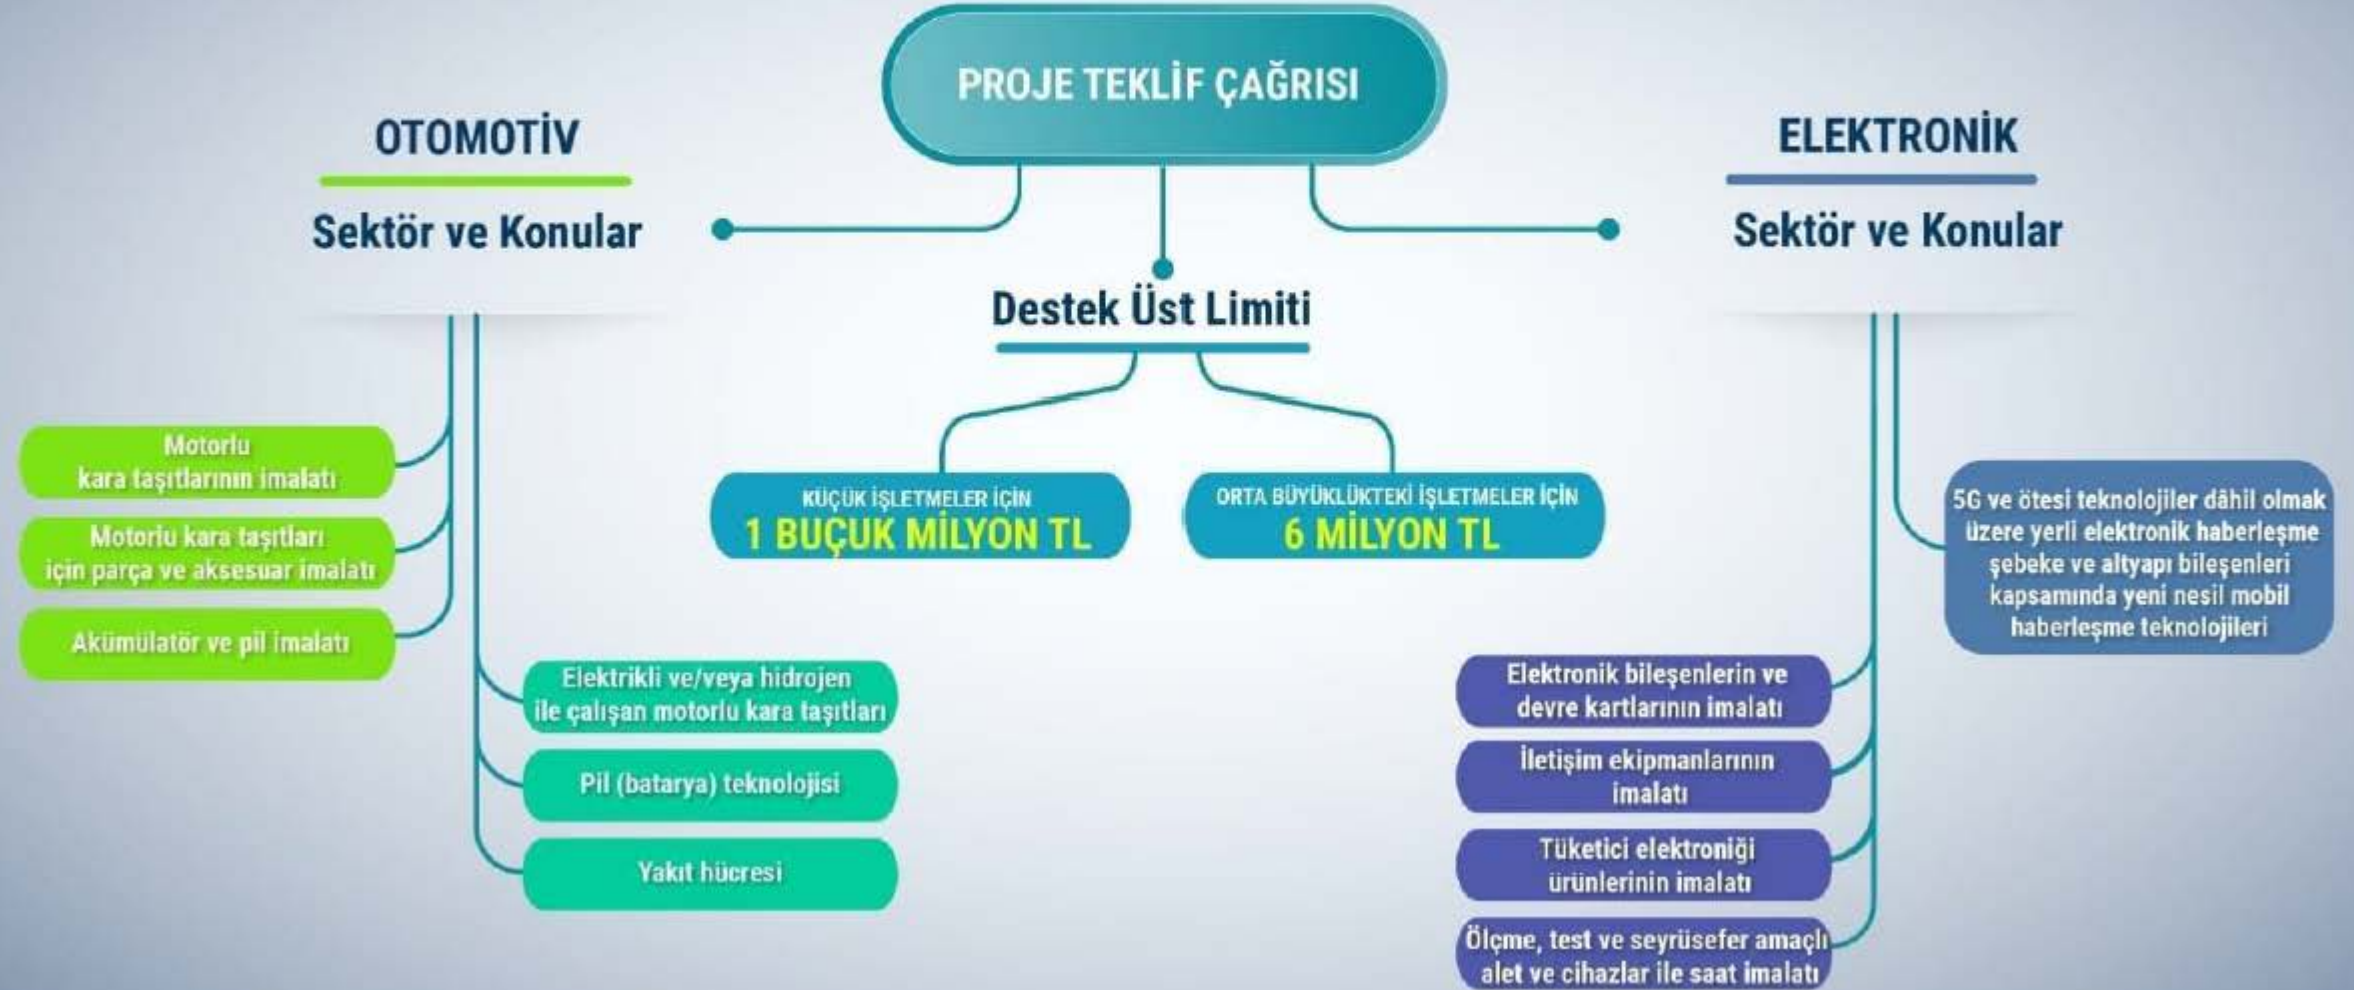 PROJE TEKLİF ÇAĞRISI
OTOMOTİV
Sektör ve Konular
Motorlu
kara taşıtlarının imalatı
Motorlu kara taşıtları
için parça ve aksesuar imalatı
Akümülatör ve pil imalatı
Elektrikli ve/veya hidrojen
ile çalışan motorlu kara taşıtları
Pil (batarya) teknolojisi
Yakıt hücresi
Destek Üst Limiti
KÜÇÜK İŞLETMELER İÇİN
1 BUÇUK MİLYON TL
ORTA BÜYÜKLÜKTEKİ İŞLETMELER İÇİN
6 MİLYON TL
ELEKTRONİK
Sektör ve Konular
5G ve ötesi teknolojiler dâhil olmak
üzere yerli elektronik haberleşme
şebeke ve altyapı bileşenleri
kapsamında yeni nesil mobil
haberleşme teknolojileri
Elektronik bileşenlerin ve
devre kartlarının imalatı
İletişim ekipmanlarının
imalatı
Tüketici elektroniği
ürünlerinin imalatı
Ölçme, test ve seyrüsefer amaçlı
alet ve cihazlar ile saat imalatı